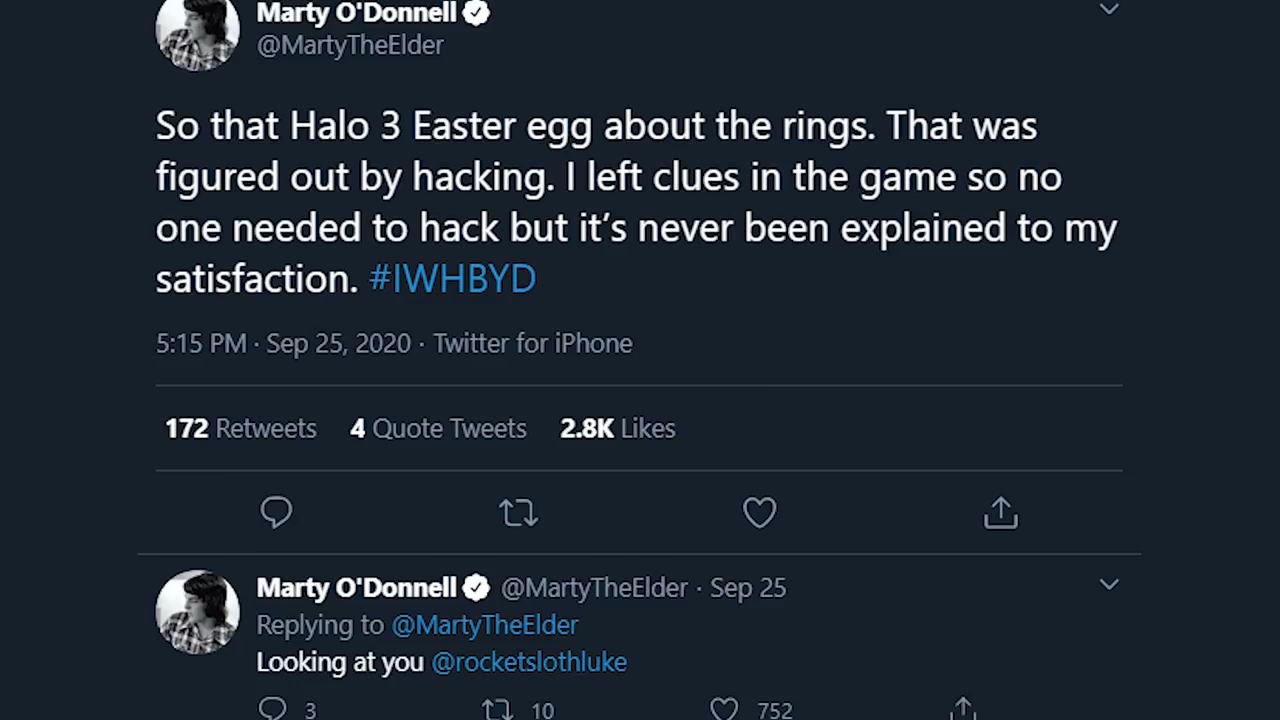 Marty O'Donnell
@MartyTheElder
So that Halo 3 Easter egg about the rings. That was
figured out by hacking. I left clues in the game so no
one needed to hack but it’s never been explained to my
satisfaction. #IWHBYD
5:15 PM · Sep 25, 2020 · Twitter for iPhone
172 Retweets 4 Quote Tweets 2.8K Likes
Marty O'Donnell @MartyTheElder · Sep 25
Replying to @MartyTheElder
Looking at you @rocketslothluke
3 10 752